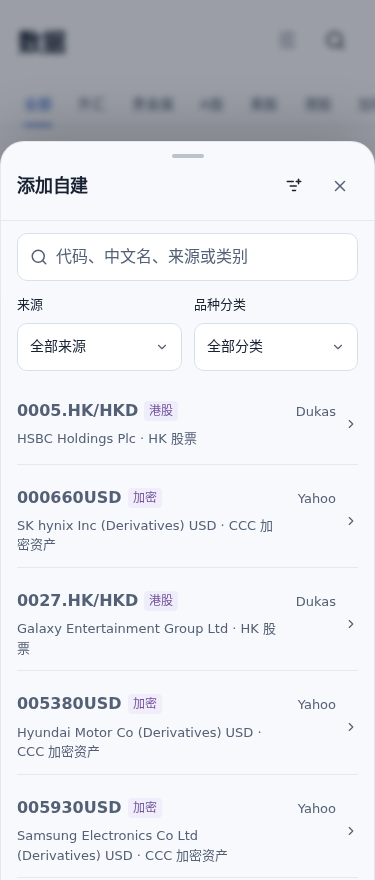 数据
全部 外汇 贵金属 A股 美股 港股
添加自建
代码、中文名、来源或类别
来源 品种分类
全部来源 全部分类
0005.HK/HKD 港股 Dukas
HSBC Holdings Plc · HK 股票
000660USD 加密 Yahoo
SK hynix Inc (Derivatives) USD · CCC 加
密资产
0027.HK/HKD 港股 Dukas
Galaxy Entertainment Group Ltd · HK 股
票
005380USD 加密 Yahoo
Hyundai Motor Co (Derivatives) USD ·
CCC 加密资产
005930USD 加密 Yahoo
Samsung Electronics Co Ltd
(Derivatives) USD · CCC 加密资产